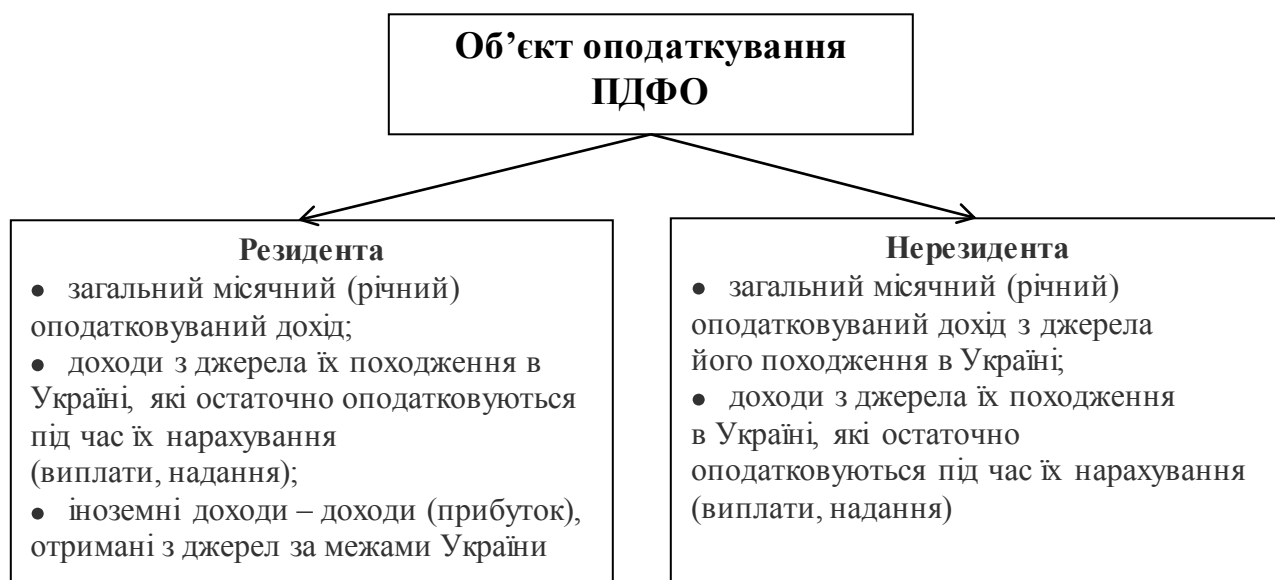 Об’єкт оподаткування
ПДФО
Резидента
● загальний місячний (річний)
оподатковуваний дохід;
● доходи з джерела їх походження в
Україні, які остаточно оподатковуються
під час їх нарахування
(виплати, надання);
● іноземні доходи – доходи (прибуток),
отримані з джерел за межами України
Нерезидента
● загальний місячний (річний)
оподатковуваний дохід з джерела
його походження в Україні;
● доходи з джерела їх походження
в Україні, які остаточно
оподатковуються під час їх нарахування
(виплати, надання)